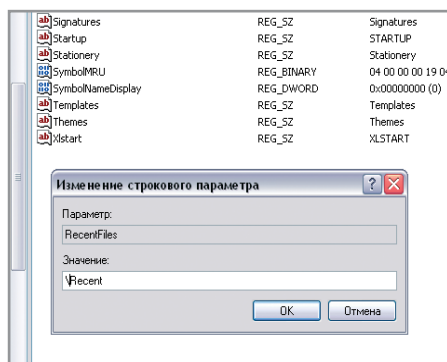 Signatures REG_SZ Signatures
Startup REG_SZ STARTUP
Stationery REG_SZ Stationery
SymbolMRU REG_BINARY 04 00 00 00 19 04
SymbolNameDisplay REG_DWORD 0x00000000 (0)
Templates REG_SZ Templates
Themes REG_SZ Themes
Xlstart REG_SZ XLSTART
Изменение строкового параметра
Параметр:
RecentFiles
Значение:
\Recent
OK Отмена